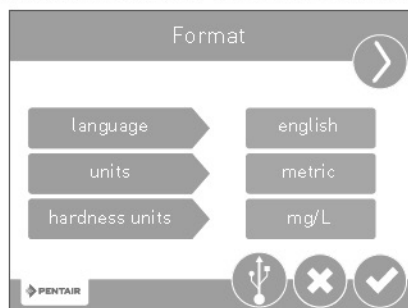 Format
language english
units metric
hardness units mg/L
PENTAIR